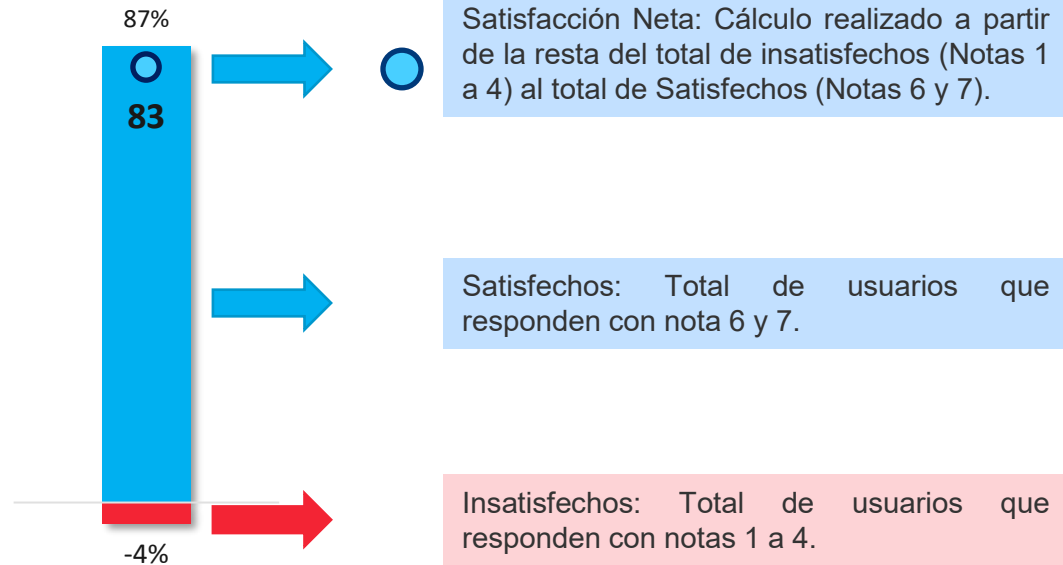 87%
83
Satisfacción Neta: Cálculo realizado a partir
de la resta del total de insatisfechos (Notas 1
a 4) al total de Satisfechos (Notas 6 y 7).
Satisfechos: Total de usuarios que
responden con nota 6 y 7.
Insatisfechos: Total de usuarios que
responden con notas 1 a 4.
-4%